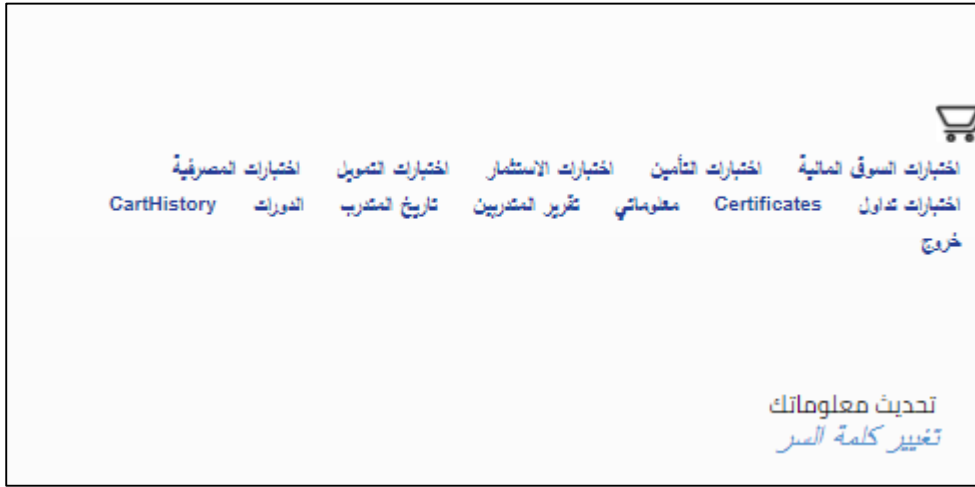 اختبارات السوق المالية اختبارات التأمين اختبارات الاستثمار اختبارات التمويل اختبارات المصرفية
اختبارات تداول Certificates معلوماتي تقرير المتدربين تاريخ المتدرب الدورات CartHistory
خروج
تحديث معلوماتك
تغيير كلمة السر